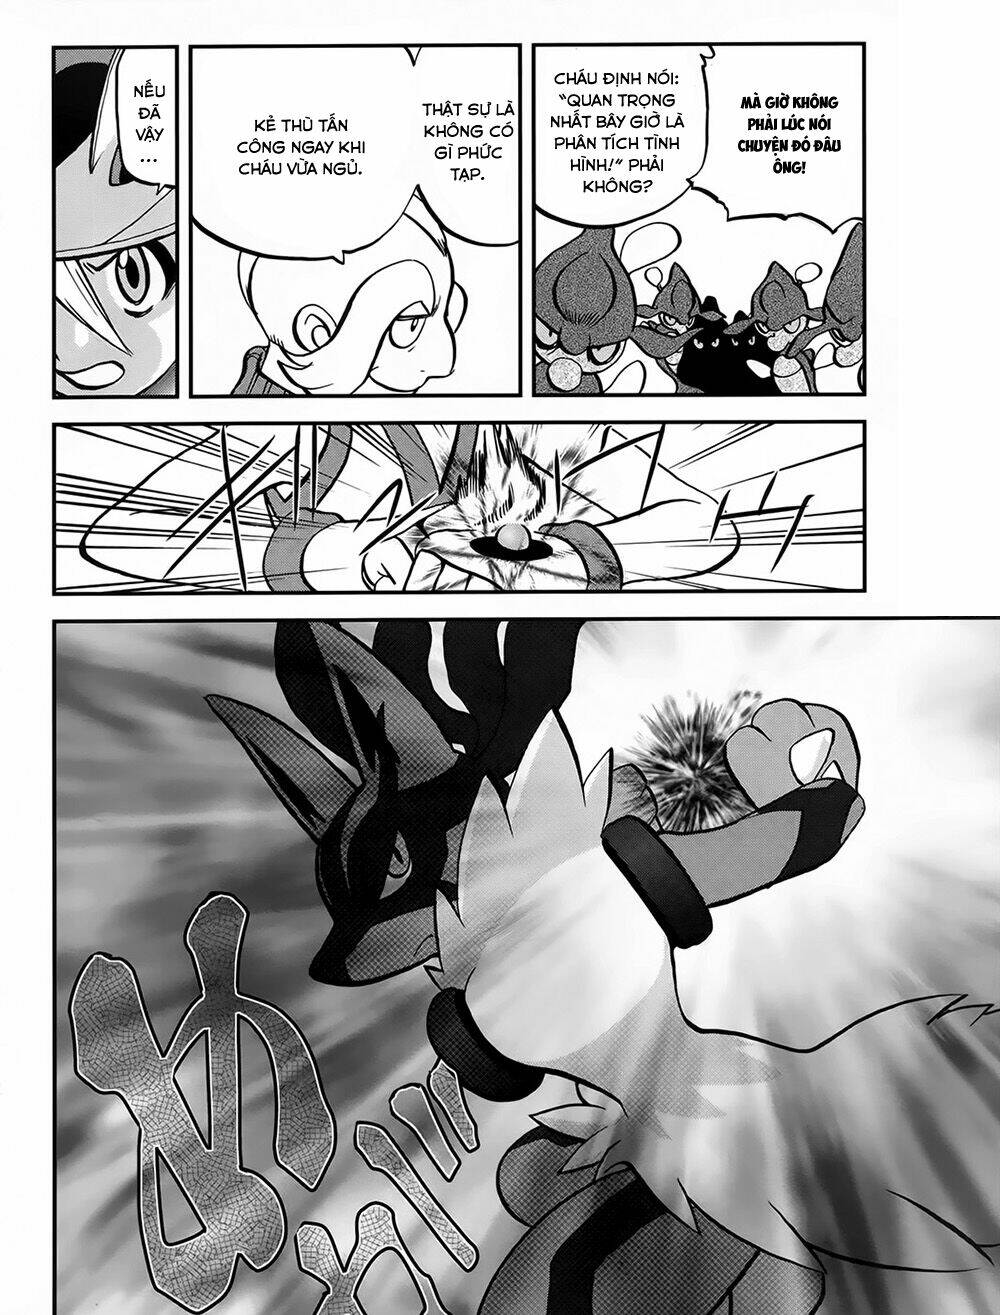 MÀ GIỜ KHÔNG
PHẢI LÚC NÓI
CHUYỆN ĐÓ ĐÂU
ÔNG!
CHÁU ĐỊNH NÓI:
“QUAN TRỌNG
NHẤT BÂY GIỜ LÀ
PHÂN TÍCH TÌNH
HÌNH!” PHẢI
KHÔNG?
THẬT SỰ LÀ
KHÔNG CÓ
GÌ PHỨC
TẠP.
KẺ THÙ TẤN
CÔNG NGAY KHI
CHÁU VỪA NGỦ.
NẾU
ĐÃ
VẬY
...